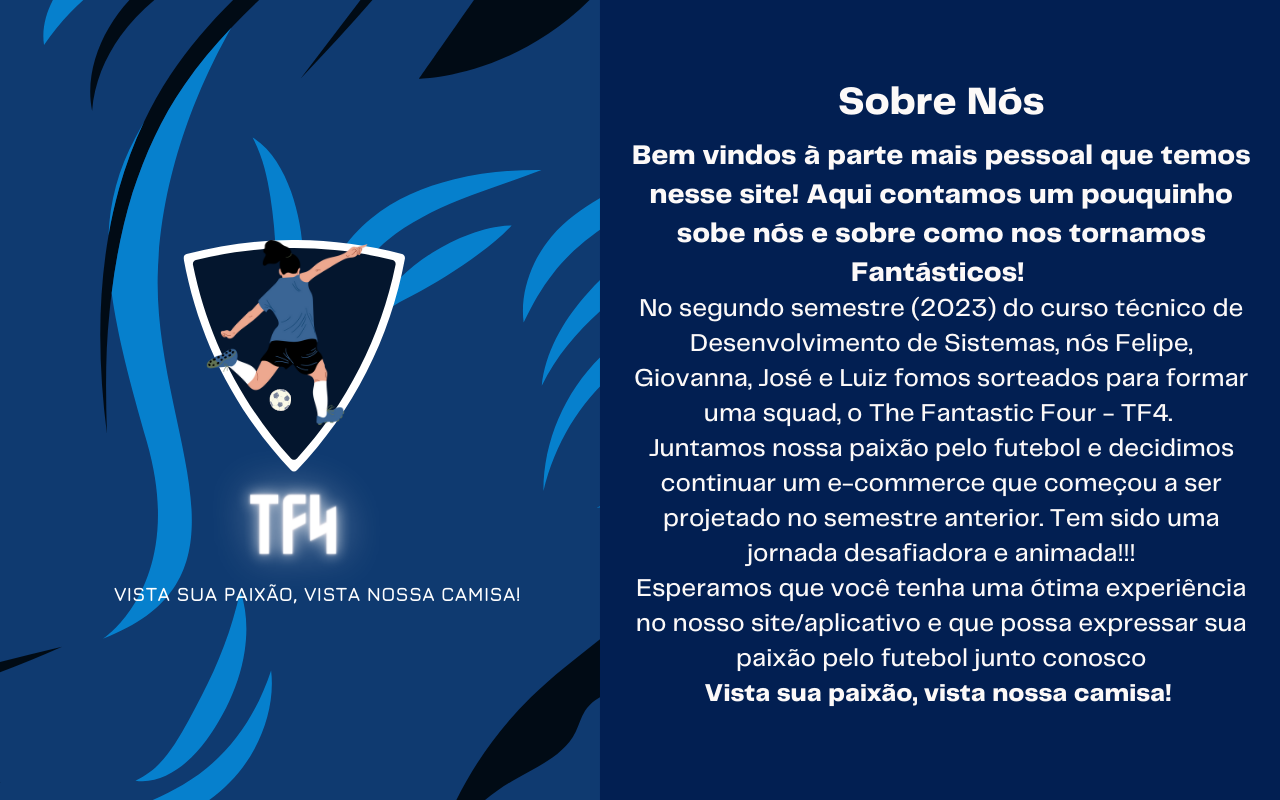 TF4
VISTA SUA PAIXÃO, VISTA NOSSA CAMISA!
Sobre Nós
Bem vindos à parte mais pessoal que temos
nesse site! Aqui contamos um pouquinho
sobe nós e sobre como nos tornamos
Fantásticos!
No segundo semestre (2023) do curso técnico de
Desenvolvimento de Sistemas, nós Felipe,
Giovanna, José e Luiz fomos sorteados para formar
uma squad, o The Fantastic Four - TF4.
Juntamos nossa paixão pelo futebol e decidimos
continuar um e-commerce que começou a ser
projetado no semestre anterior. Tem sido uma
jornada desafiadora e animada!!!
Esperamos que você tenha uma ótima experiência
no nosso site/aplicativo e que possa expressar sua
paixão pelo futebol junto conosco
Vista sua paixão, vista nossa camisa!